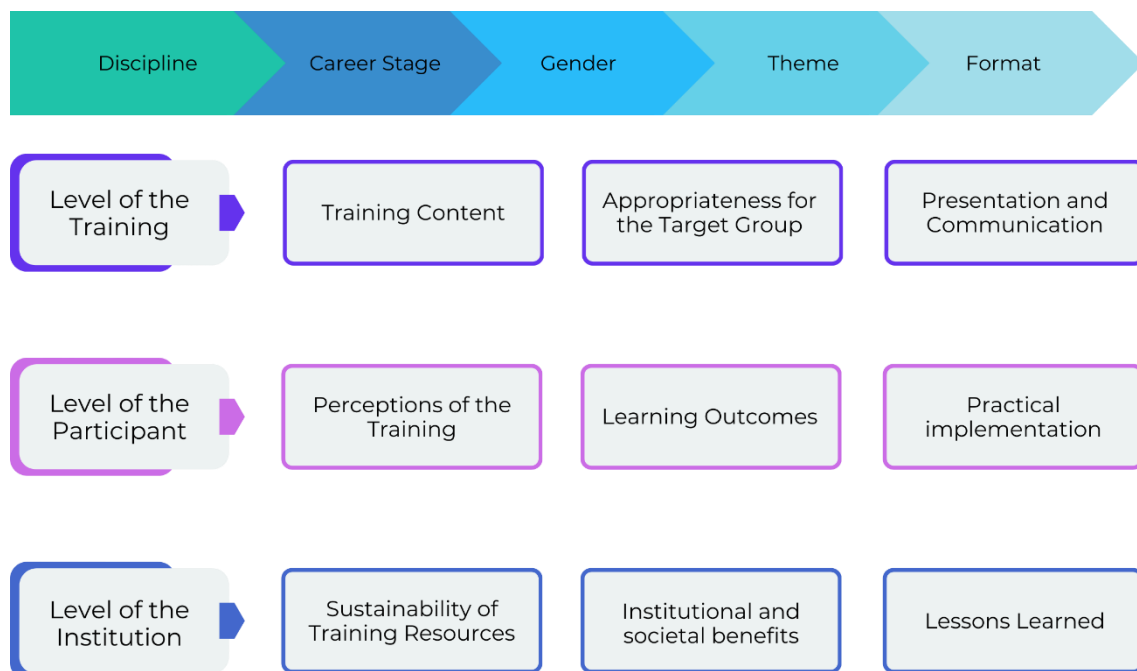 Discipline
Career Stage
Gender
Theme
Format
Level of the
Training
Training Content
Appropriateness for
the Target Group
Presentation and
Communication
Level of the
Participant
Perceptions of the
Training
Learning Outcomes
Practical
implementation
Level of the
Institution
Sustainability of
Training Resources
Institutional and
societal benefits
Lessons Learned